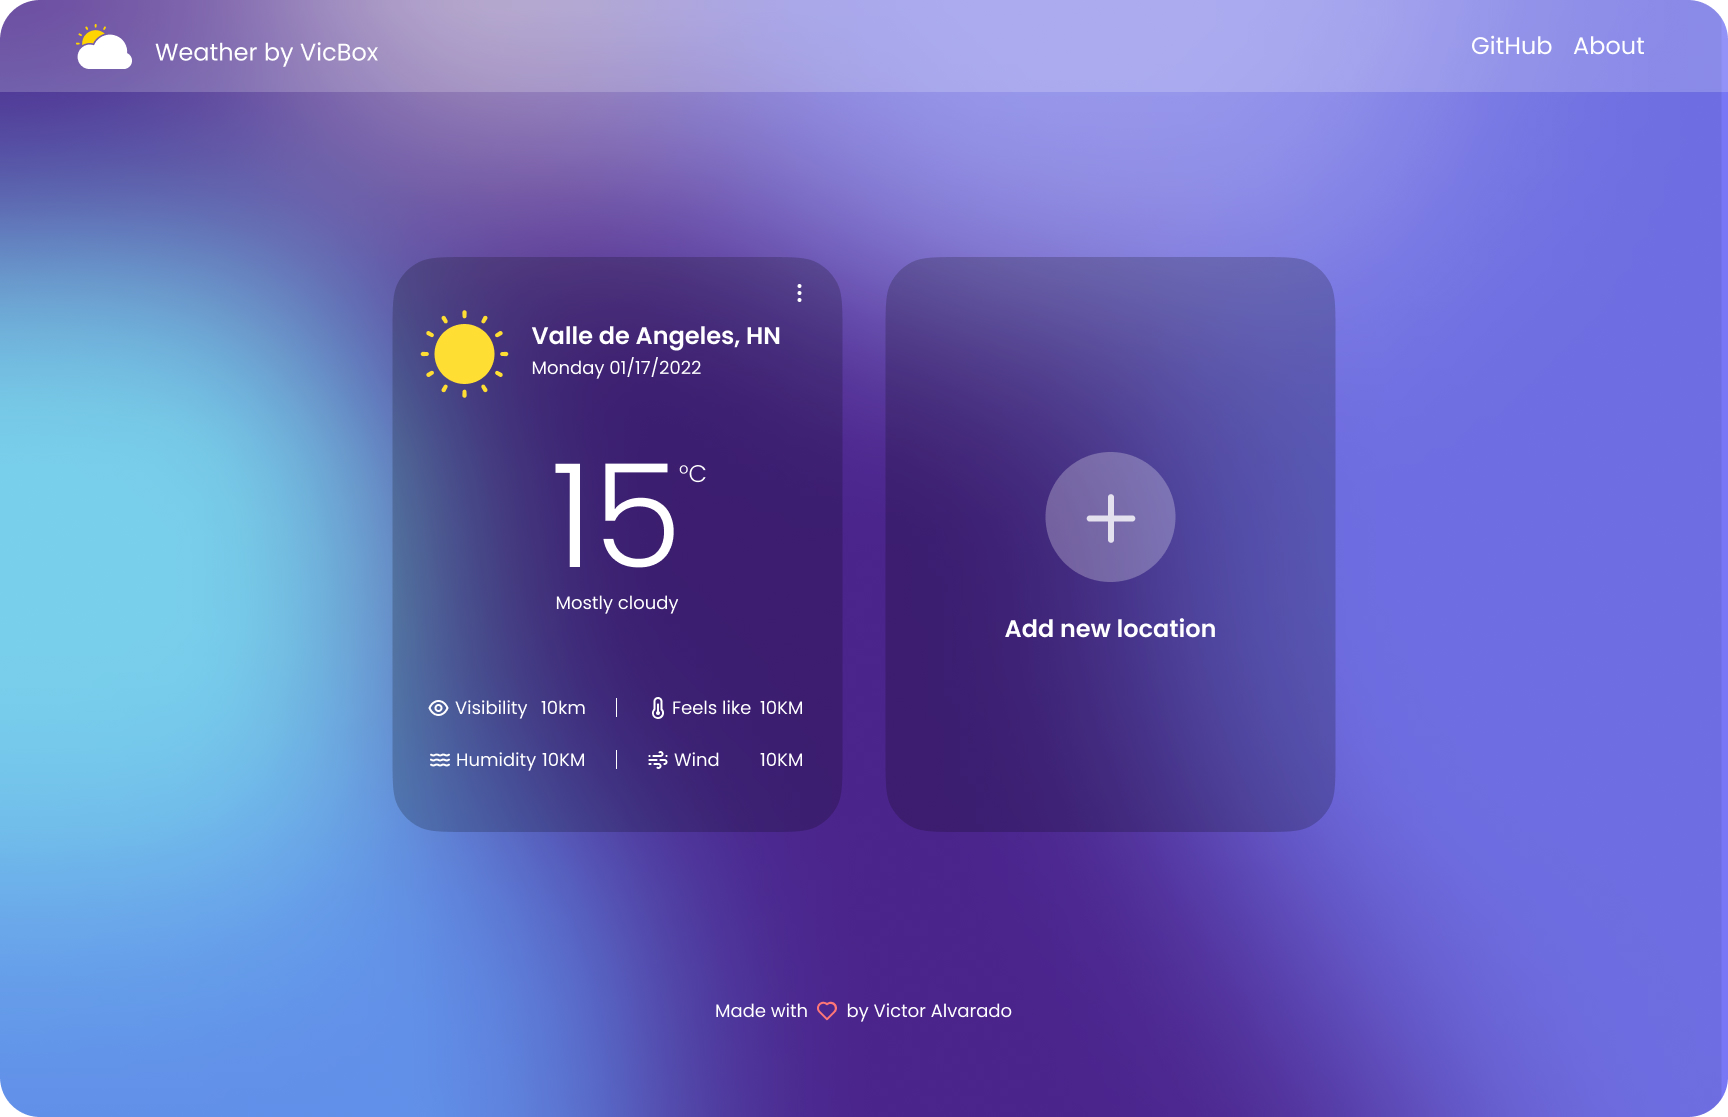 Weather by VicBox
GitHub About
Valle de Angeles, HN
Monday 01/17/2022
15 °C
Mostly cloudy
Visibility 10km | Feels like 10KM
Humidity 10KM | Wind 10KM
Add new location
Made with by Victor Alvarado